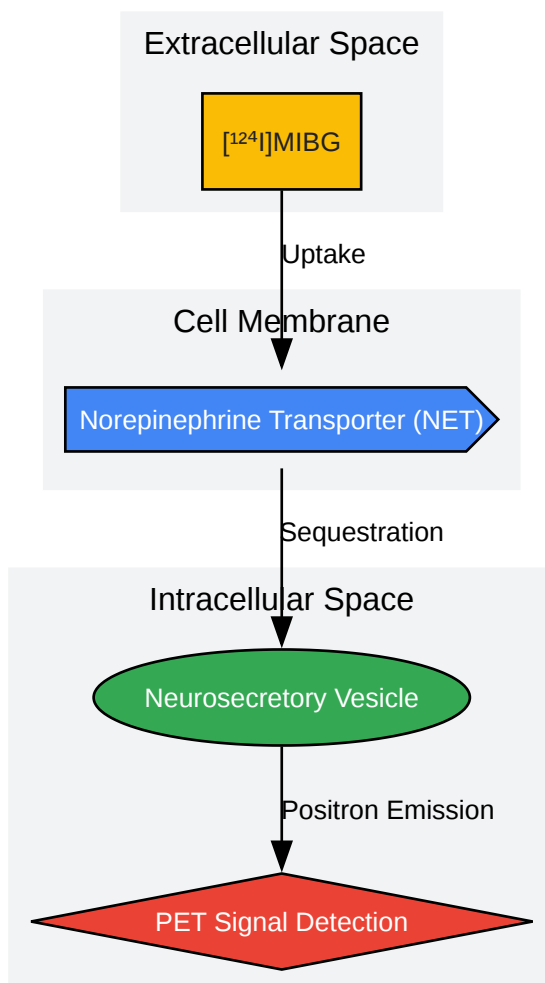 Extracellular Space
[¹²⁴I]MIBG
Uptake
Cell Membrane
Norepinephrine Transporter (NET)
Sequestration
Intracellular Space
Neurosecretory Vesicle
Positron Emission
PET Signal Detection